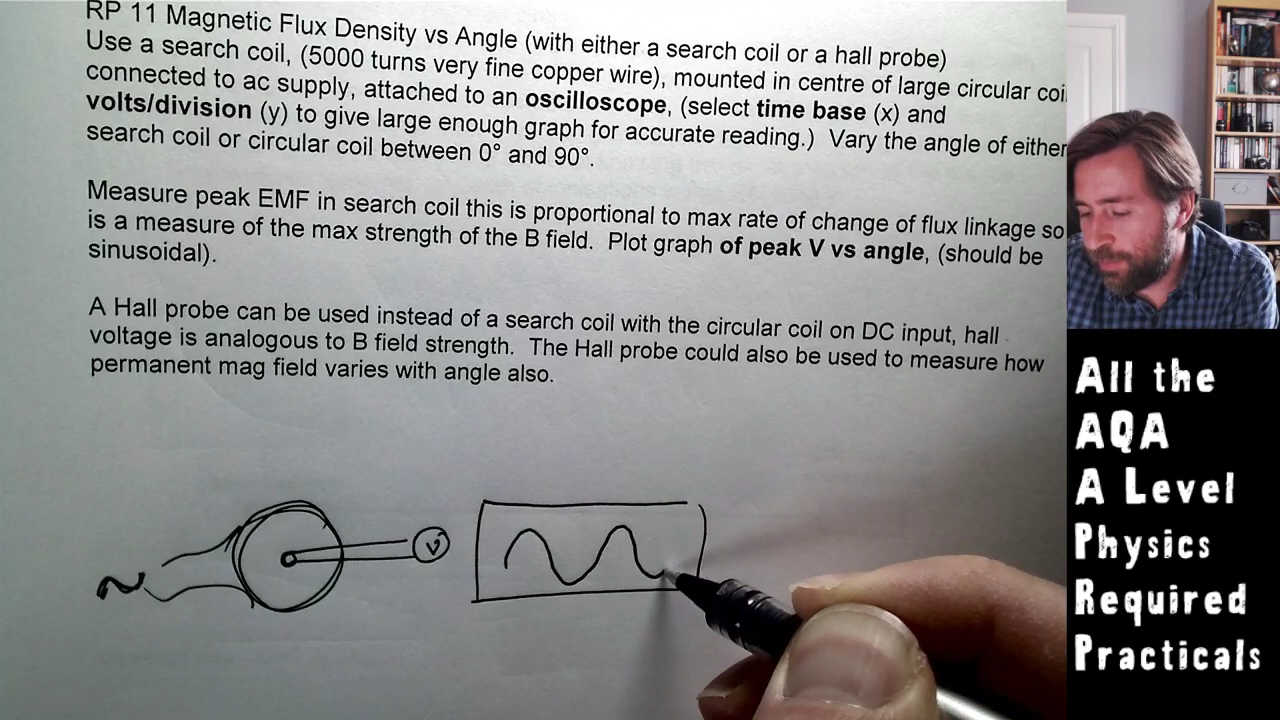 RP 11 Magnetic Flux Density vs Angle (with either a search coil or a hall probe)
Use a search coil, (5000 turns very fine copper wire), mounted in centre of large circular coi
connected to ac supply, attached to an oscilloscope, (select time base (x) and
volts/division (y) to give large enough graph for accurate reading.) Vary the angle of either
search coil or circular coil between 0° and 90°.
Measure peak EMF in search coil this is proportional to max rate of change of flux linkage so
is a measure of the max strength of the B field. Plot graph of peak V vs angle, (should be
sinusoidal).
A Hall probe can be used instead of a search coil with the circular coil on DC input, hall
voltage is analogous to B field strength. The Hall probe could also be used to measure how
permanent mag field varies with angle also.
V
All the
AQA
A Level
Physics
Required
Practicals